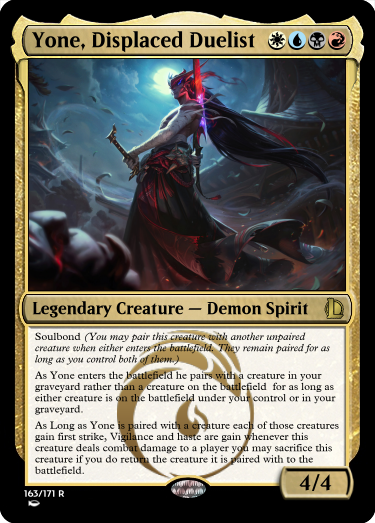 Yone, Displaced Duelist
Legendary Creature — Demon Spirit
Soulbond (You may pair this creature with another unpaired
creature when either enters the battlefield. They remain paired for as
long as you control both of them.)
As Yone enters the battlefield he pairs with a creature in your
graveyard rather than a creature on the battlefield for as long as
either creature is on the battlefield under your control or in your
graveyard.
As Long as Yone is paired with a creature each of those creatures
gain first strike, Vigilance and haste are gain whenever this
creature deals combat damage to a player you may sacrifice this
creature if you do return the creature it is paired with to the
battlefield.
4/4
163/171 R